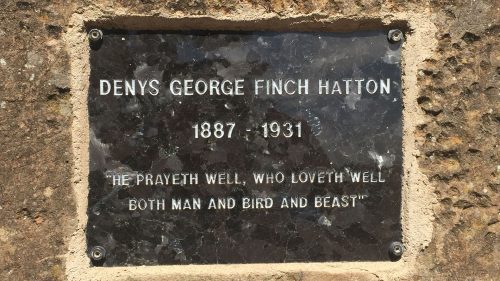 DENYS GEORGE FINCH HATTON
1887 - 1931
"HE PRAYETH WELL, WHO LOVETH WELL
BOTH MAN AND BIRD AND BEAST"